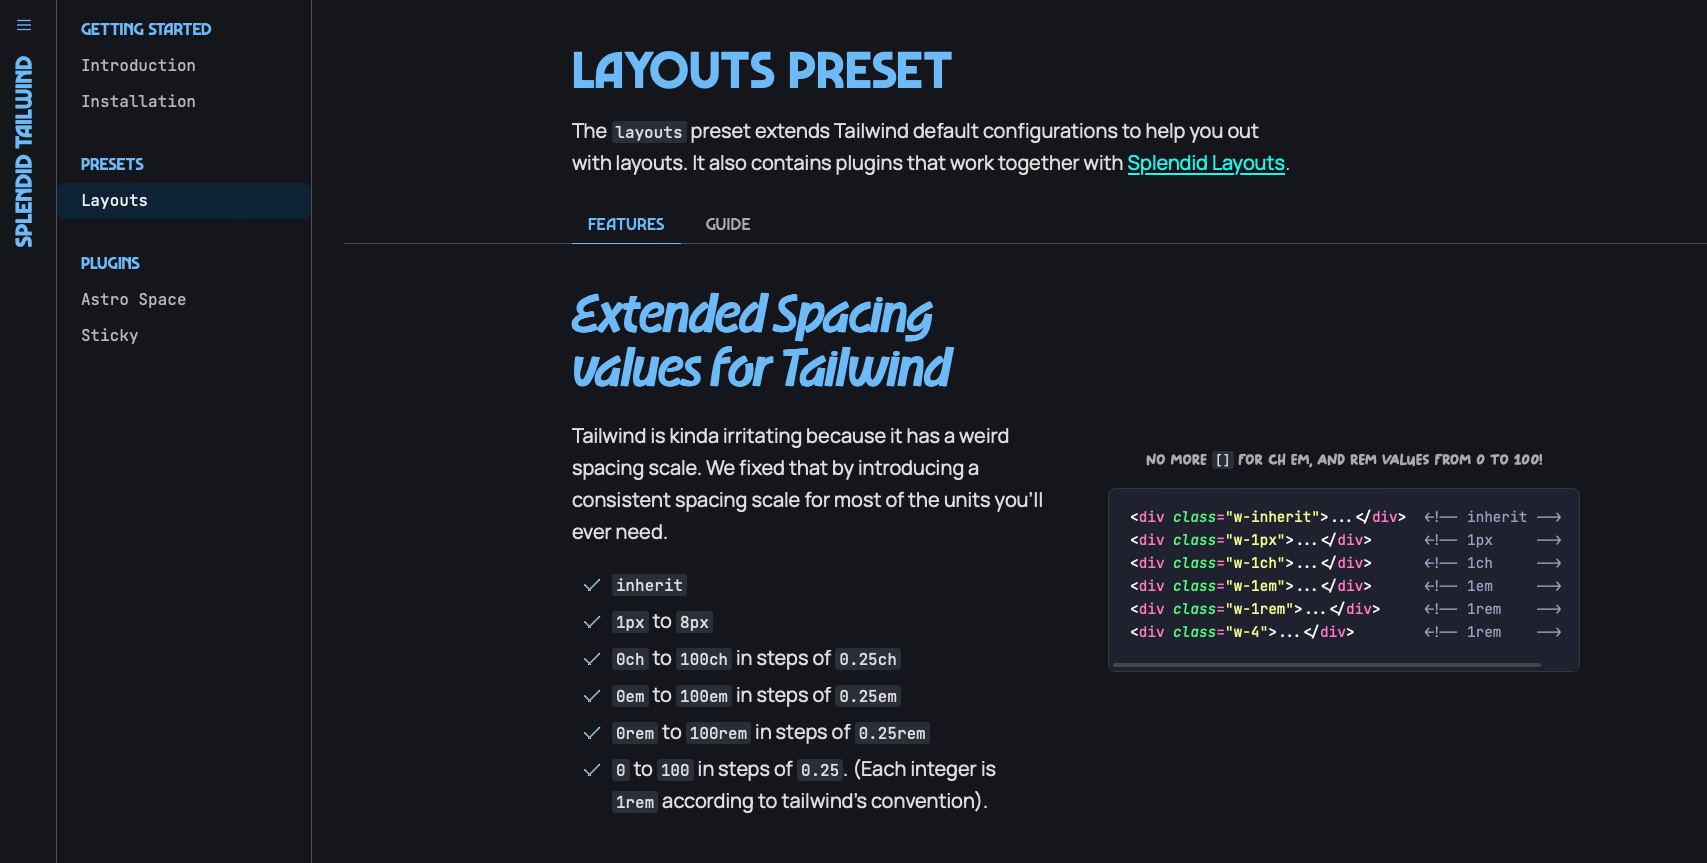 SPLENDID TAILWIND
GETTING STARTED
Introduction
Installation
PRESETS
Layouts
PLUGINS
Astro Space
Sticky
LAYOUTS PRESET
The layouts preset extends Tailwind default configurations to help you out
with layouts. It also contains plugins that work together with Splendid Layouts.
FEATURES GUIDE
Extended Spacing
values for Tailwind
Tailwind is kinda irritating because it has a weird
spacing scale. We fixed that by introducing a
consistent spacing scale for most of the units you'll
ever need.
inherit
1px to 8px
0ch to 100ch in steps of 0.25ch
0em to 100em in steps of 0.25em
0rem to 100rem in steps of 0.25rem
0 to 100 in steps of 0.25. (Each integer is
1rem according to tailwind's convention).
NO MORE [] FOR CH EM, AND REM VALUES FROM 0 TO 100!
<div class="w-inherit">...</div> <!-- inherit -->
<div class="w-1px">...</div> <!-- 1px -->
<div class="w-1ch">...</div> <!-- 1ch -->
<div class="w-1em">...</div> <!-- 1em -->
<div class="w-1rem">...</div> <!-- 1rem -->
<div class="w-4">...</div> <!-- 1rem -->